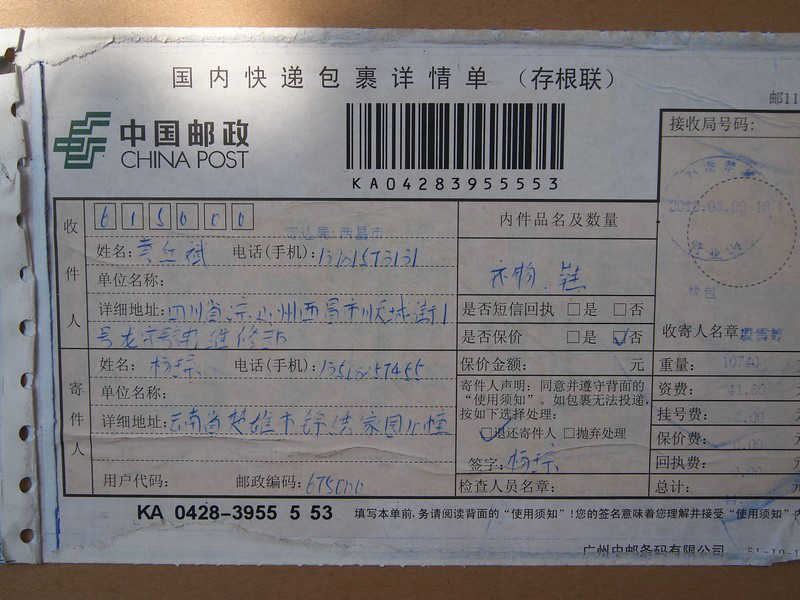 国内快递包裹详情单 (存根联)
邮11
中国邮政
CHINA POST
KA04283955553
接收局号码:
收件人
615000
姓名: 电话(手机):
单位名称:
详细地址: 四川省凉山州西昌市
内件品名及数量
衣物、鞋
是否短信回执 □是 □否
是否保价 □是 □否
保价金额: 元
收寄人名章:
寄件人
姓名: 杨 电话(手机):
单位名称:
详细地址: 云南省楚雄市
用户代码: 邮政编码: 675000
寄件人声明: 同意并遵守背面的
“使用须知”。如包裹无法投递,
按如下选择处理:
□退还寄件人 □抛弃处理
签字: 杨
检查人员名章:
重量: 10740
资费:
挂号费:
保价费:
回执费:
总计:
KA 0428-3955 5 53
填写本单前,务请阅读背面的“使用须知”!您的签名意味着您理解并接受“使用须知”内
广州中邮条码有限公司